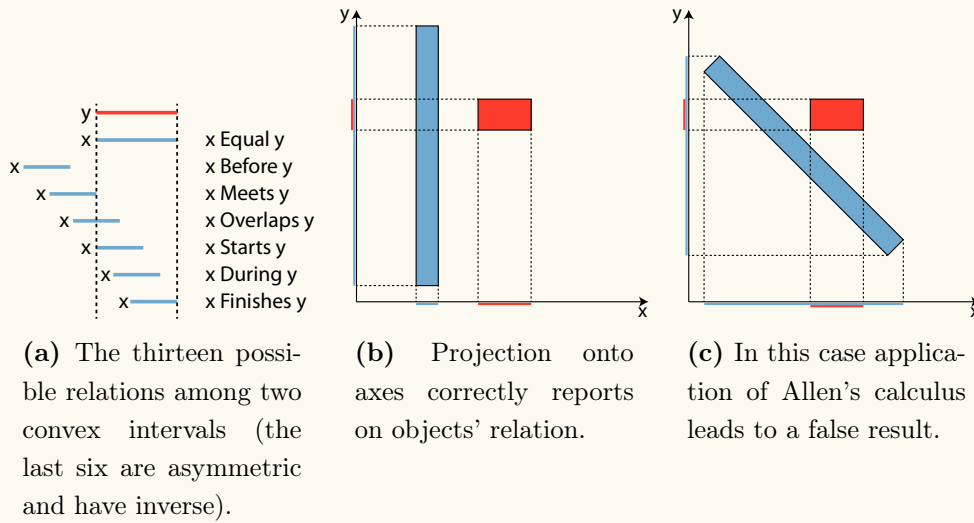 y
x
x Equal y
x
x Before y
x
x Meets y
x
x Overlaps y
x
x Starts y
x
x During y
x
x Finishes y
y
x
y
x
(a) The thirteen possi-
ble relations among two
convex intervals (the
last six are asymmetric
and have inverse).
(b) Projection onto
axes correctly reports
on objects' relation.
(c) In this case applica-
tion of Allen's calculus
leads to a false result.